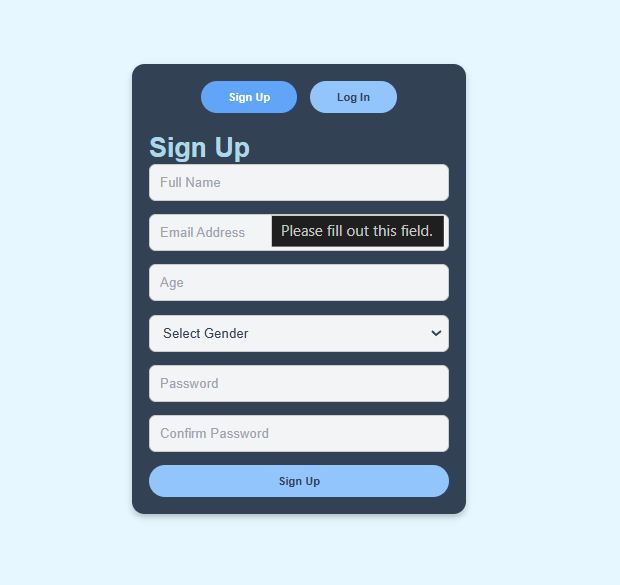 Sign Up Log In
Sign Up
Full Name
Email Address Please fill out this field.
Age
Select Gender
Password
Confirm Password
Sign Up